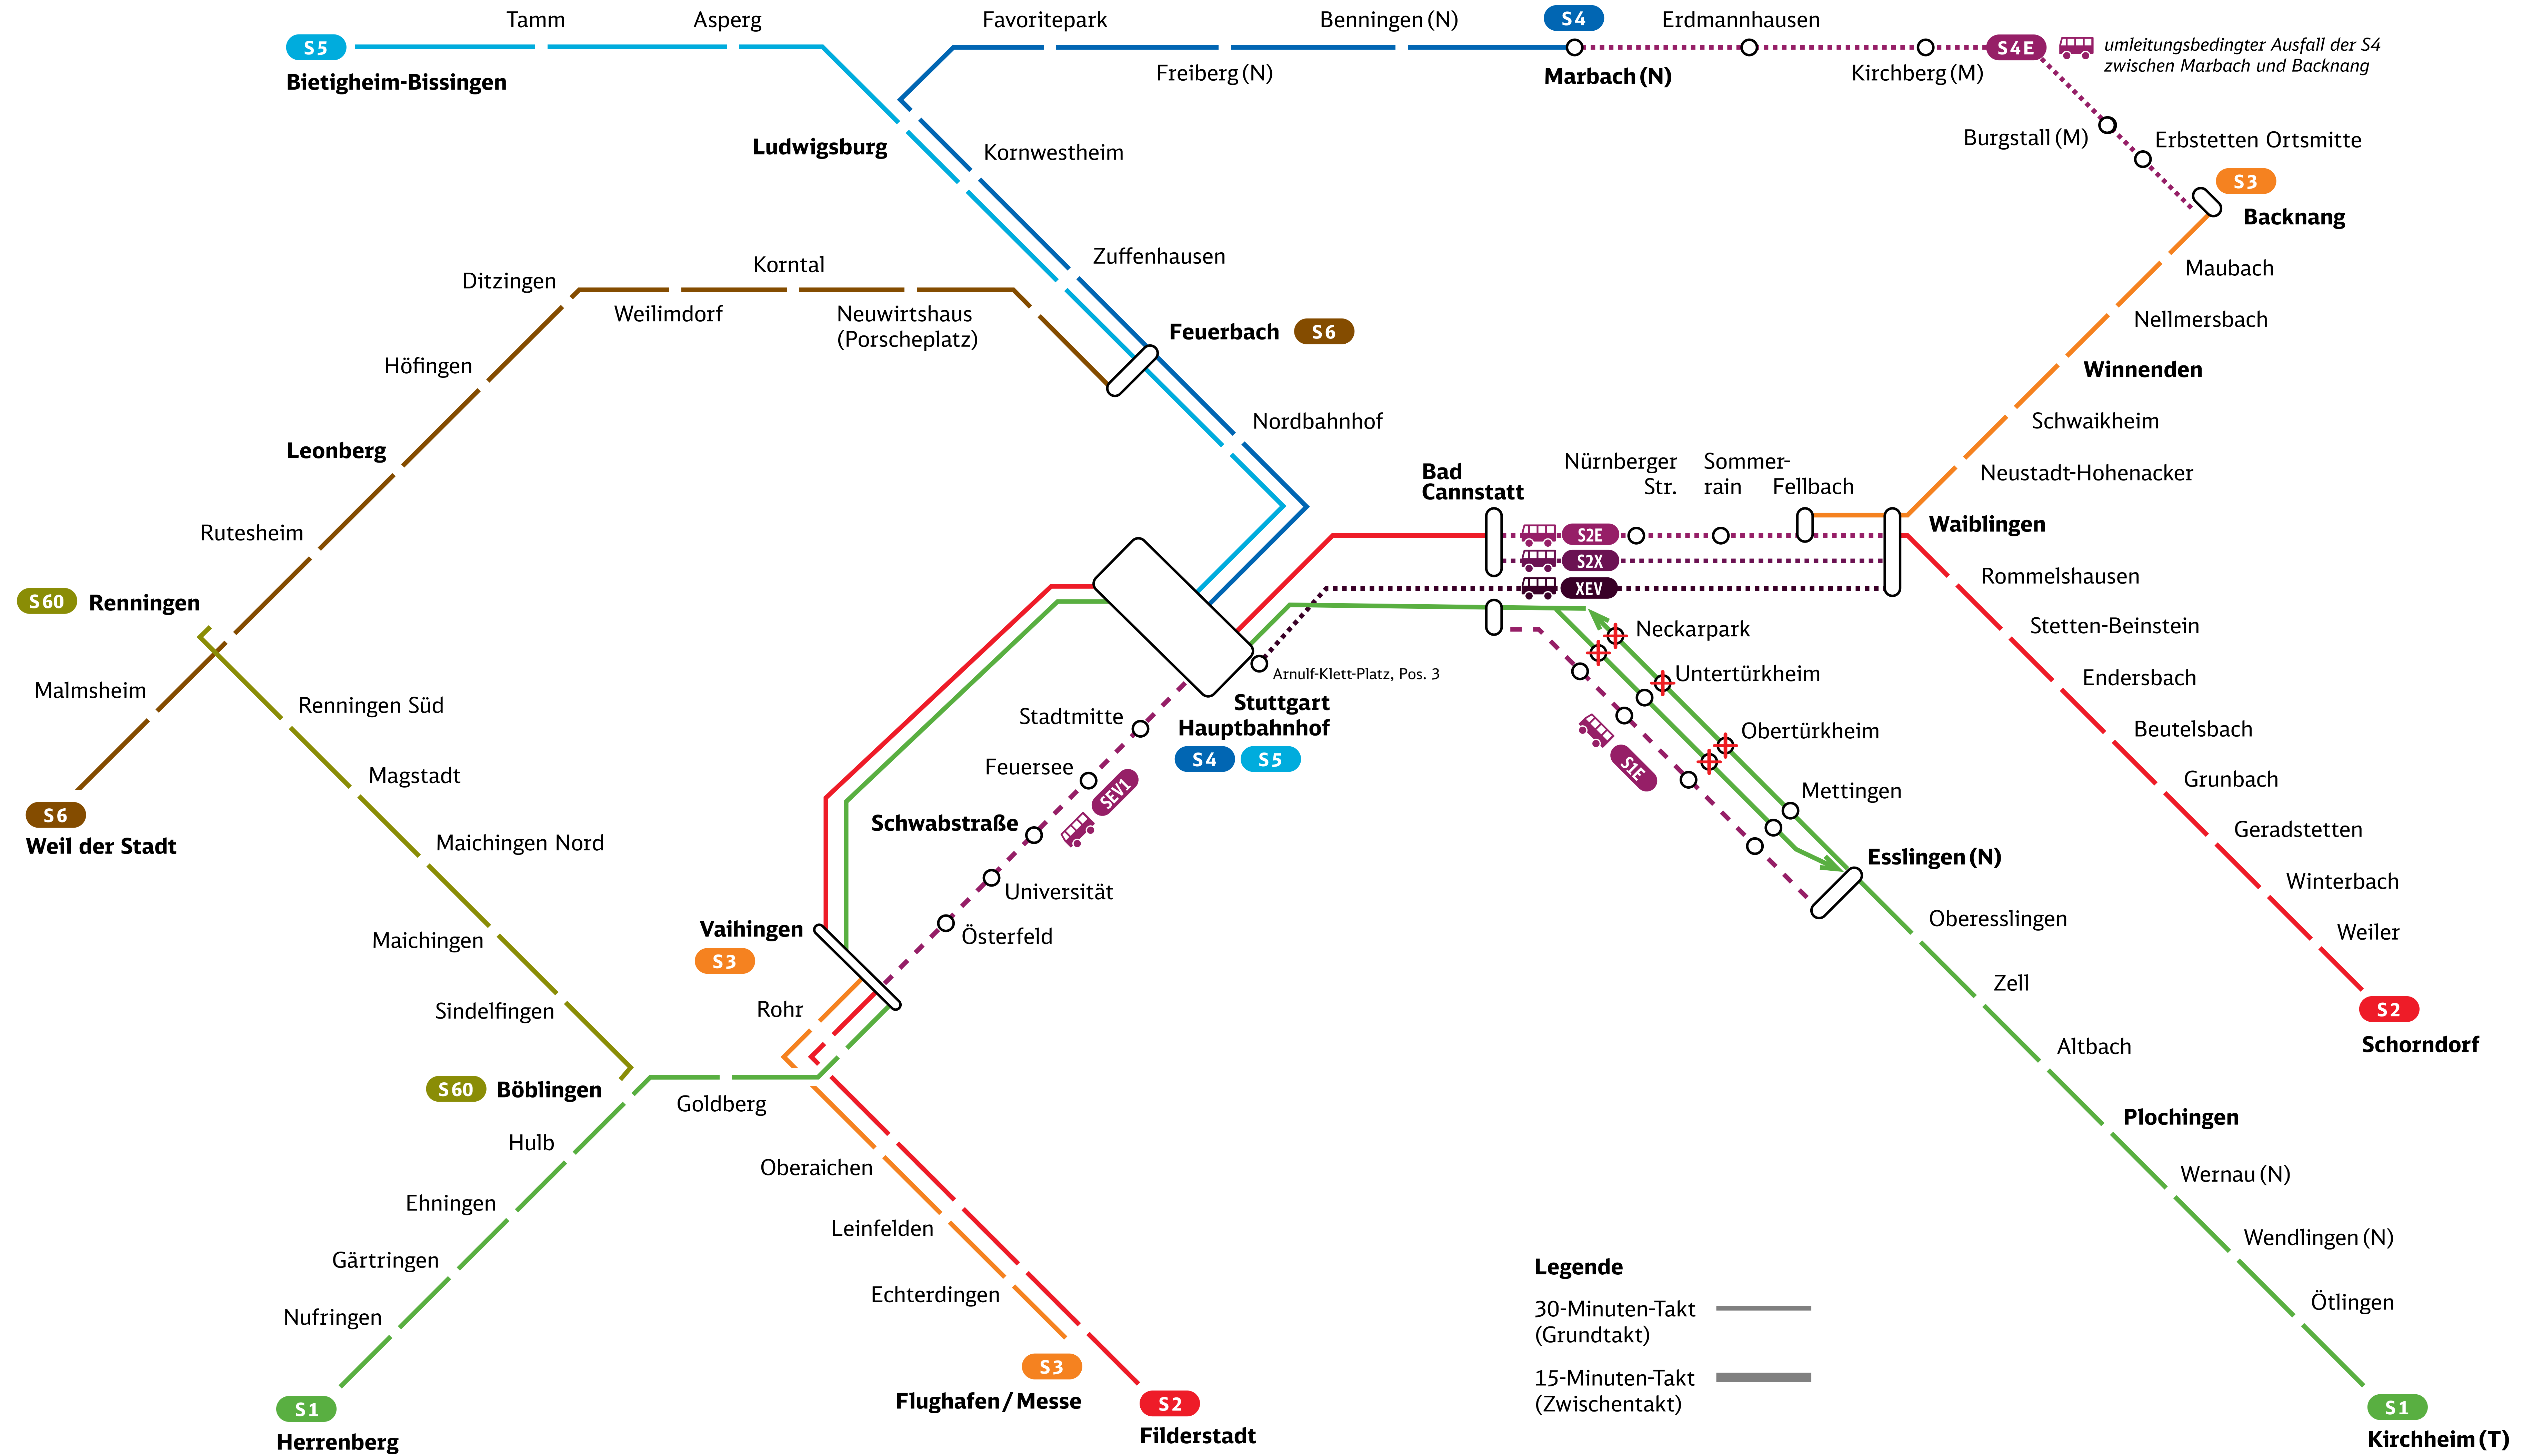 Tamm
Asperg
Favoritepark
Benningen (N)
S4
Erdmannhausen
S5
Bietigheim-Bissingen
Freiberg (N)
Marbach (N)
Kirchberg (M)
S4E
umleitungsbedingter Ausfall der S4
zwischen Marbach und Backnang
Ludwigsburg
Kornwestheim
Burgstall (M)
Erbstetten Ortsmitte
S3
Backnang
Zuffenhausen
Maubach
Ditzingen
Korntal
Weilimdorf
Neuwirtshaus
(Porscheplatz)
Feuerbach
S6
Nellmersbach
Höfingen
Winnenden
Nordbahnhof
Schwaikheim
Leonberg
Bad
Cannstatt
Nürnberger
Str.
Sommer-
rain
Fellbach
Neustadt-Hohenacker
Rutesheim
S2E
Waiblingen
S2X
XEV
Rommelshausen
S60
Renningen
Neckarpark
Stetten-Beinstein
Arnulf-Klett-Platz, Pos. 3
Untertürkheim
Endersbach
Malmsheim
Renningen Süd
Stuttgart
Hauptbahnhof
S4
S5
Stadtmitte
Obertürkheim
Beutelsbach
Feuersee
SEV1
S1E
Magstadt
Mettingen
Grunbach
S6
Weil der Stadt
Schwabstraße
Maichingen Nord
Geradstetten
Esslingen (N)
Universität
Winterbach
Österfeld
Oberesslingen
Vaihingen
S3
Maichingen
Weiler
Zell
Sindelfingen
Rohr
S2
Schorndorf
Altbach
S60
Böblingen
Goldberg
Plochingen
Hulb
Oberaichen
Wernau (N)
Ehningen
Leinfelden
Wendlingen (N)
Gärtringen
Echterdingen
Ötlingen
Nufringen
Legende
30-Minuten-Takt
(Grundtakt)
15-Minuten-Takt
(Zwischentakt)
S3
Flughafen / Messe
S2
Filderstadt
S1
Herrenberg
S1
Kirchheim (T)